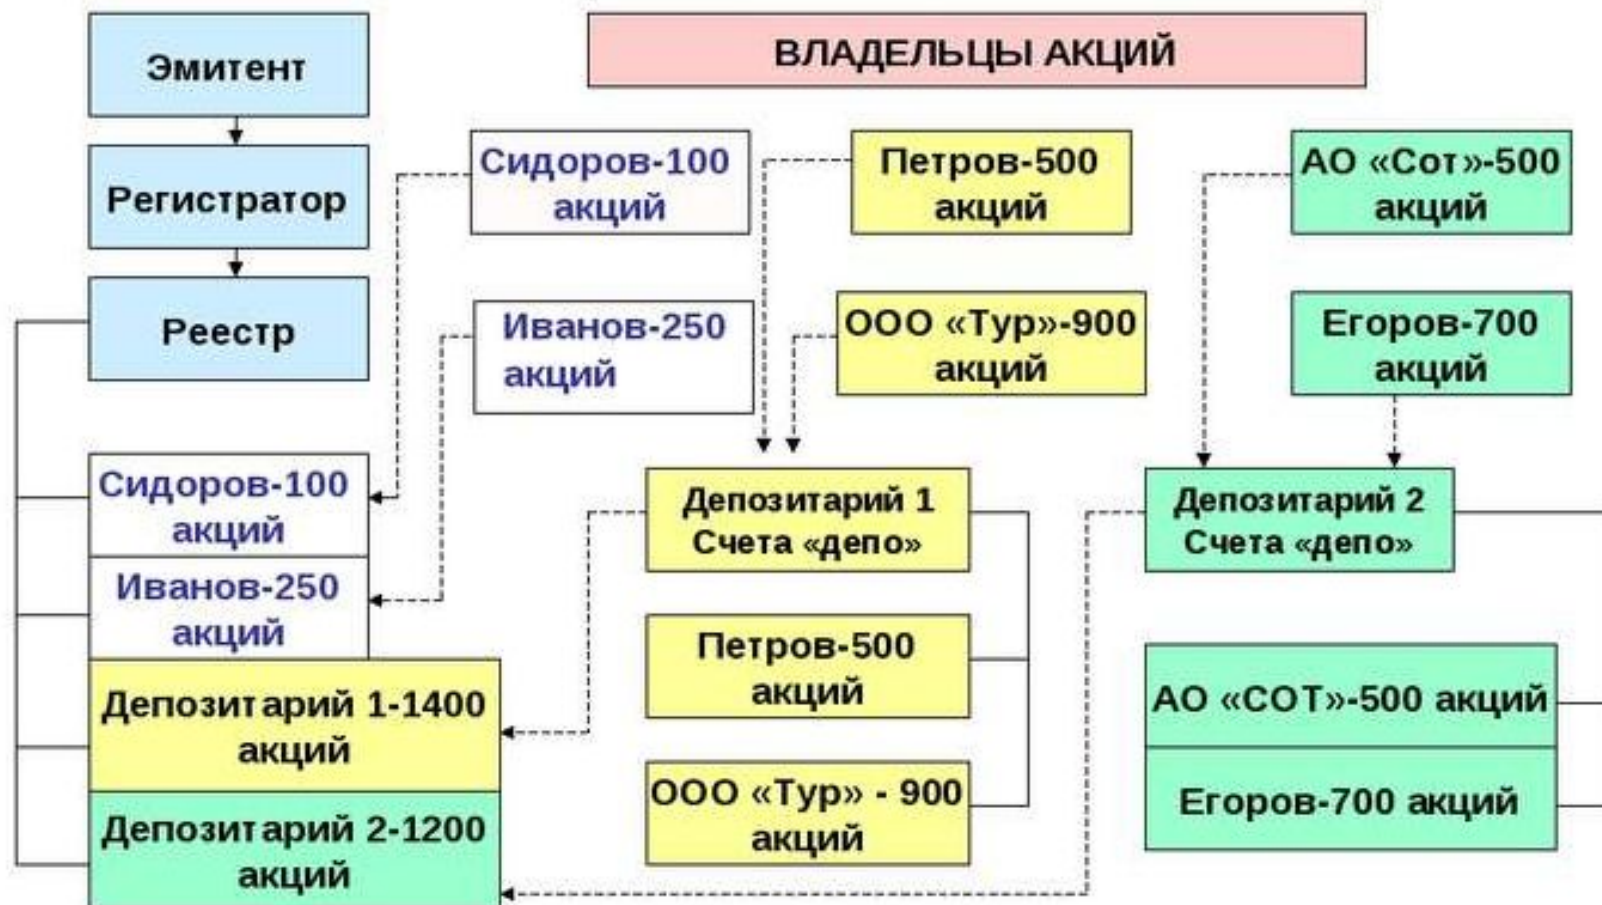 Эмитент
ВЛАДЕЛЬЦЫ АКЦИЙ
Регистратор
Сидоров-100
акций
Петров-500
акций
АО «Сот»-500
акций
Реестр
Иванов-250
акций
ООО «Тур»-900
акций
Егоров-700
акций
Сидоров-100
акций
Иванов-250
акций
Депозитарий 1-1400
акций
Депозитарий 2-1200
акций
Депозитарий 1
Счета «депо»
Петров-500
акций
ООО «Тур» - 900
акций
Депозитарий 2
Счета «депо»
АО «СОТ»-500 акций
Егоров-700 акций